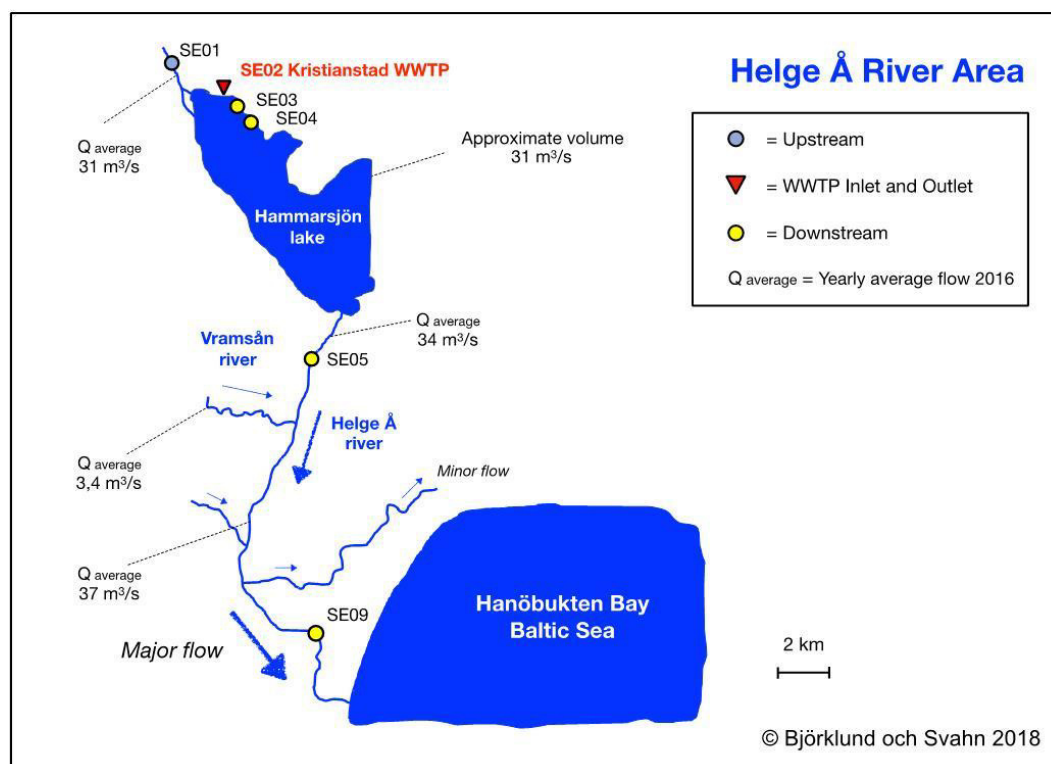 Helge Å River Area
SE01
SE02 Kristianstad WWTP
SE03
SE04
Q average
31 m³/s
Approximate volume
31 m³/s
Hammarsjön
lake
= Upstream
= WWTP Inlet and Outlet
= Downstream
Q average = Yearly average flow 2016
Q average
34 m³/s
Vramsån
river
SE05
Helge Å
river
Q average
3,4 m³/s
Minor flow
Q average
37 m³/s
SE09
Major flow
Hanöbukten Bay
Baltic Sea
2 km
© Björklund och Svahn 2018